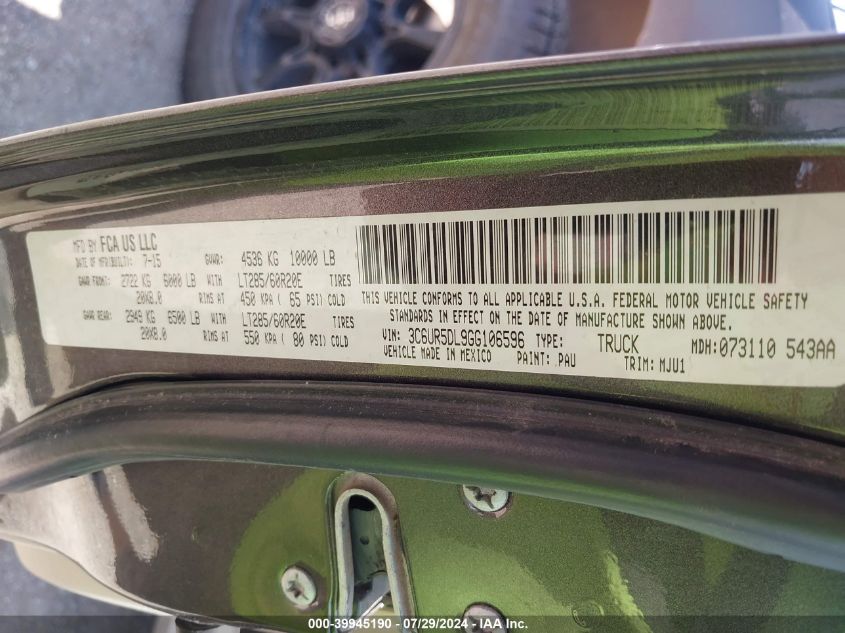 MFD BY FCA US LLC
DATE OF MFR(BUILT): 7-15 GVWR: 4536 KG 10000 LB
GAWR FRONT: 2722 KG 6000 LB WITH LT285/60R20E TIRES
20X8.0 RIMS AT 450 KPA ( 65 PSI) COLD
GAWR REAR: 2949 KG 6500 LB WITH LT285/60R20E TIRES
20X8.0 RIMS AT 550 KPA ( 80 PSI) COLD
THIS VEHICLE CONFORMS TO ALL APPLICABLE U.S.A. FEDERAL MOTOR VEHICLE SAFETY
STANDARDS IN EFFECT ON THE DATE OF MANUFACTURE SHOWN ABOVE.
VIN: 3C6UR5DL9GG106596 TYPE: TRUCK MDH:073110 543AA
VEHICLE MADE IN MEXICO PAINT: PAU TRIM: MJU1
000-39945190 - 07/29/2024 - IAA Inc.